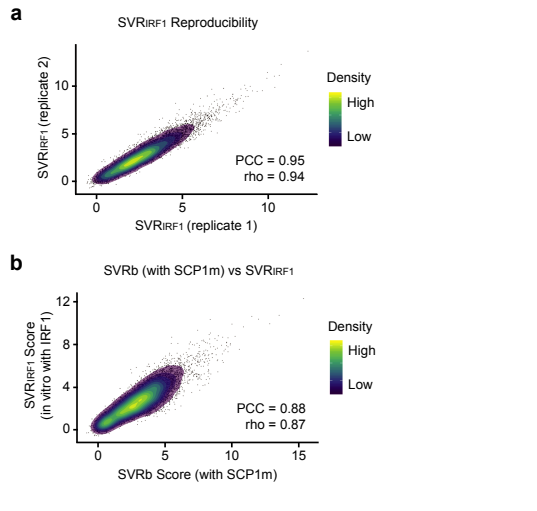 a
SVRIRF1 Reproducibility
SVRIRF1 (replicate 2)
10
5
0
0
5
10
SVRIRF1 (replicate 1)
PCC = 0.95
rho = 0.94
Density
High
Low
b
SVRb (with SCP1m) vs SVRIRF1
SVRIRF1 Score
(in vitro with IRF1)
12
8
4
0
0
5
10
15
SVRb Score (with SCP1m)
PCC = 0.88
rho = 0.87
Density
High
Low